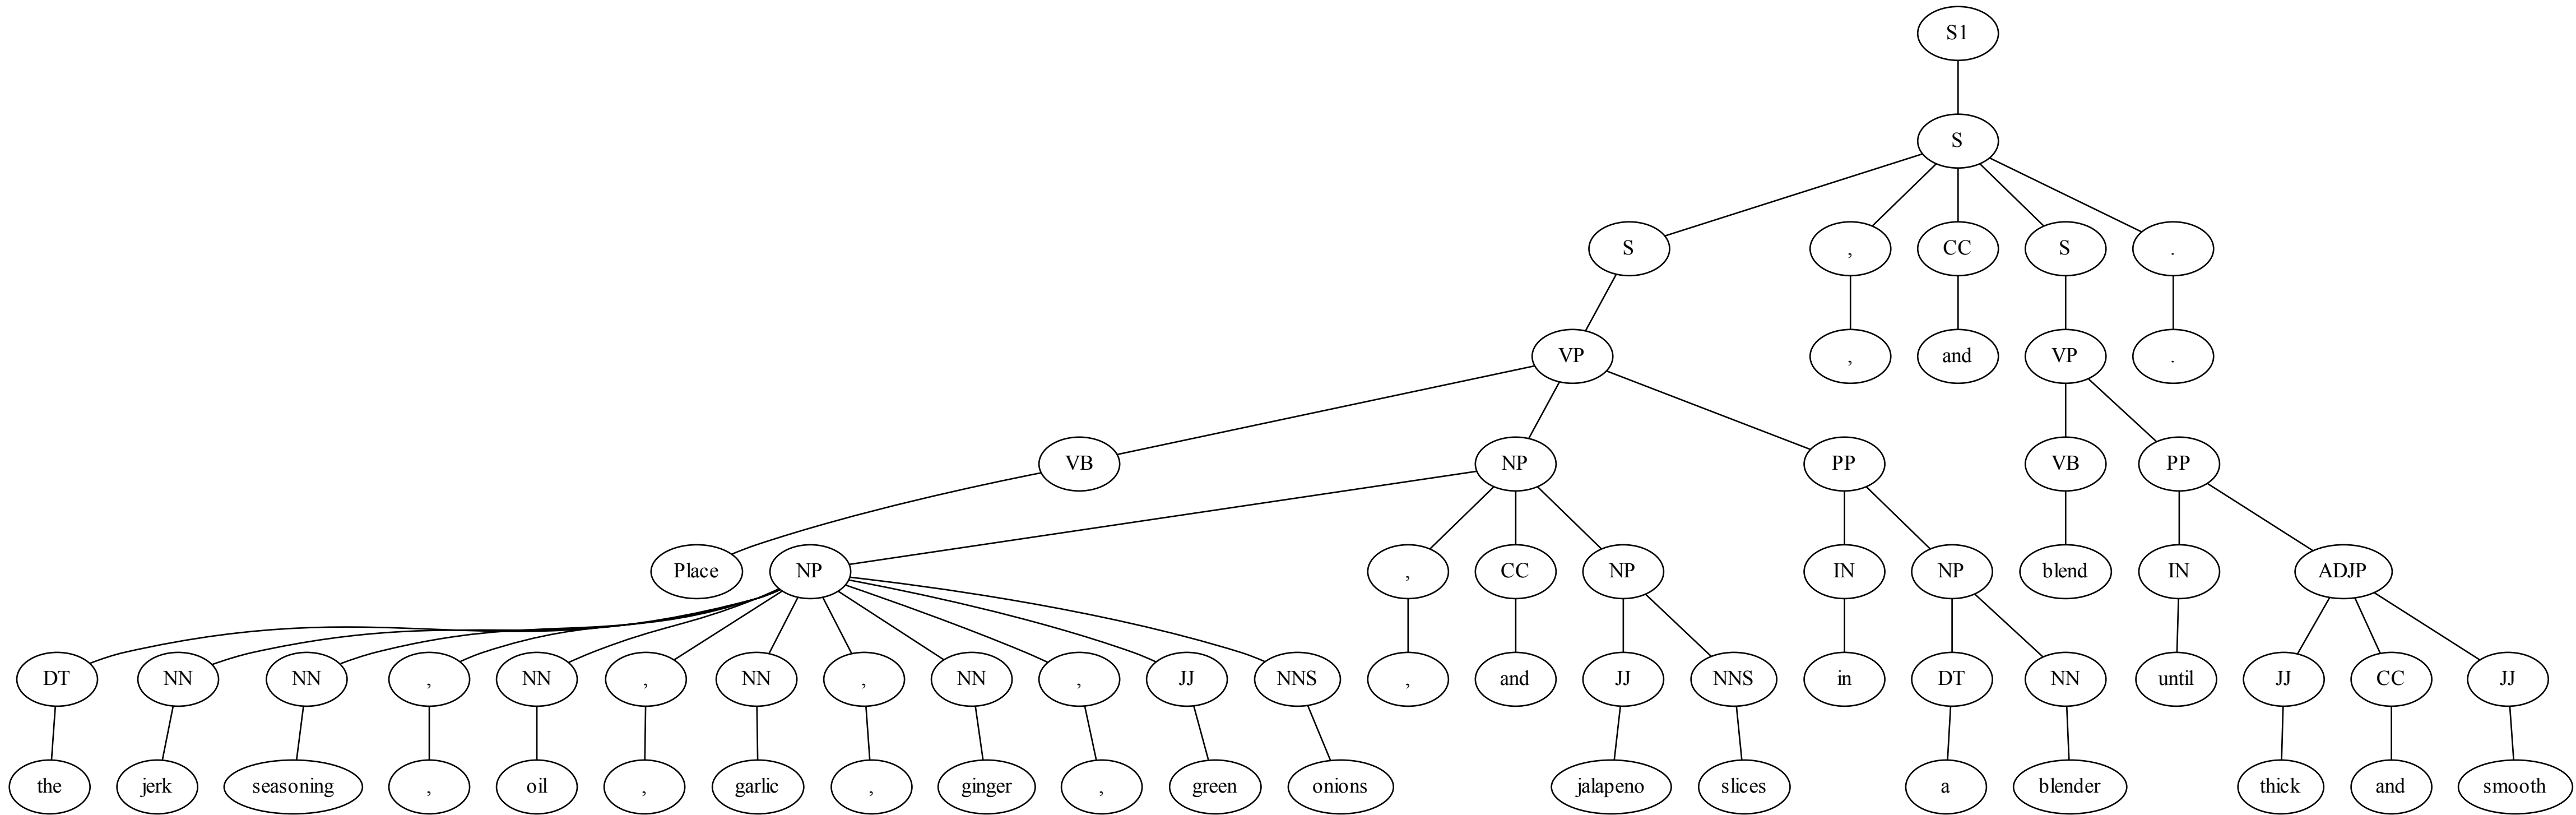 S1
S
S , CC S .
VP , and VP .
VB NP PP VB PP
Place NP , CC NP IN NP blend IN ADJP
DT NN NN , NN , NN , NN , JJ NNS , and JJ NNS in DT NN until JJ CC JJ
the jerk seasoning , oil , garlic , ginger , green onions jalapeno slices a blender thick and smooth